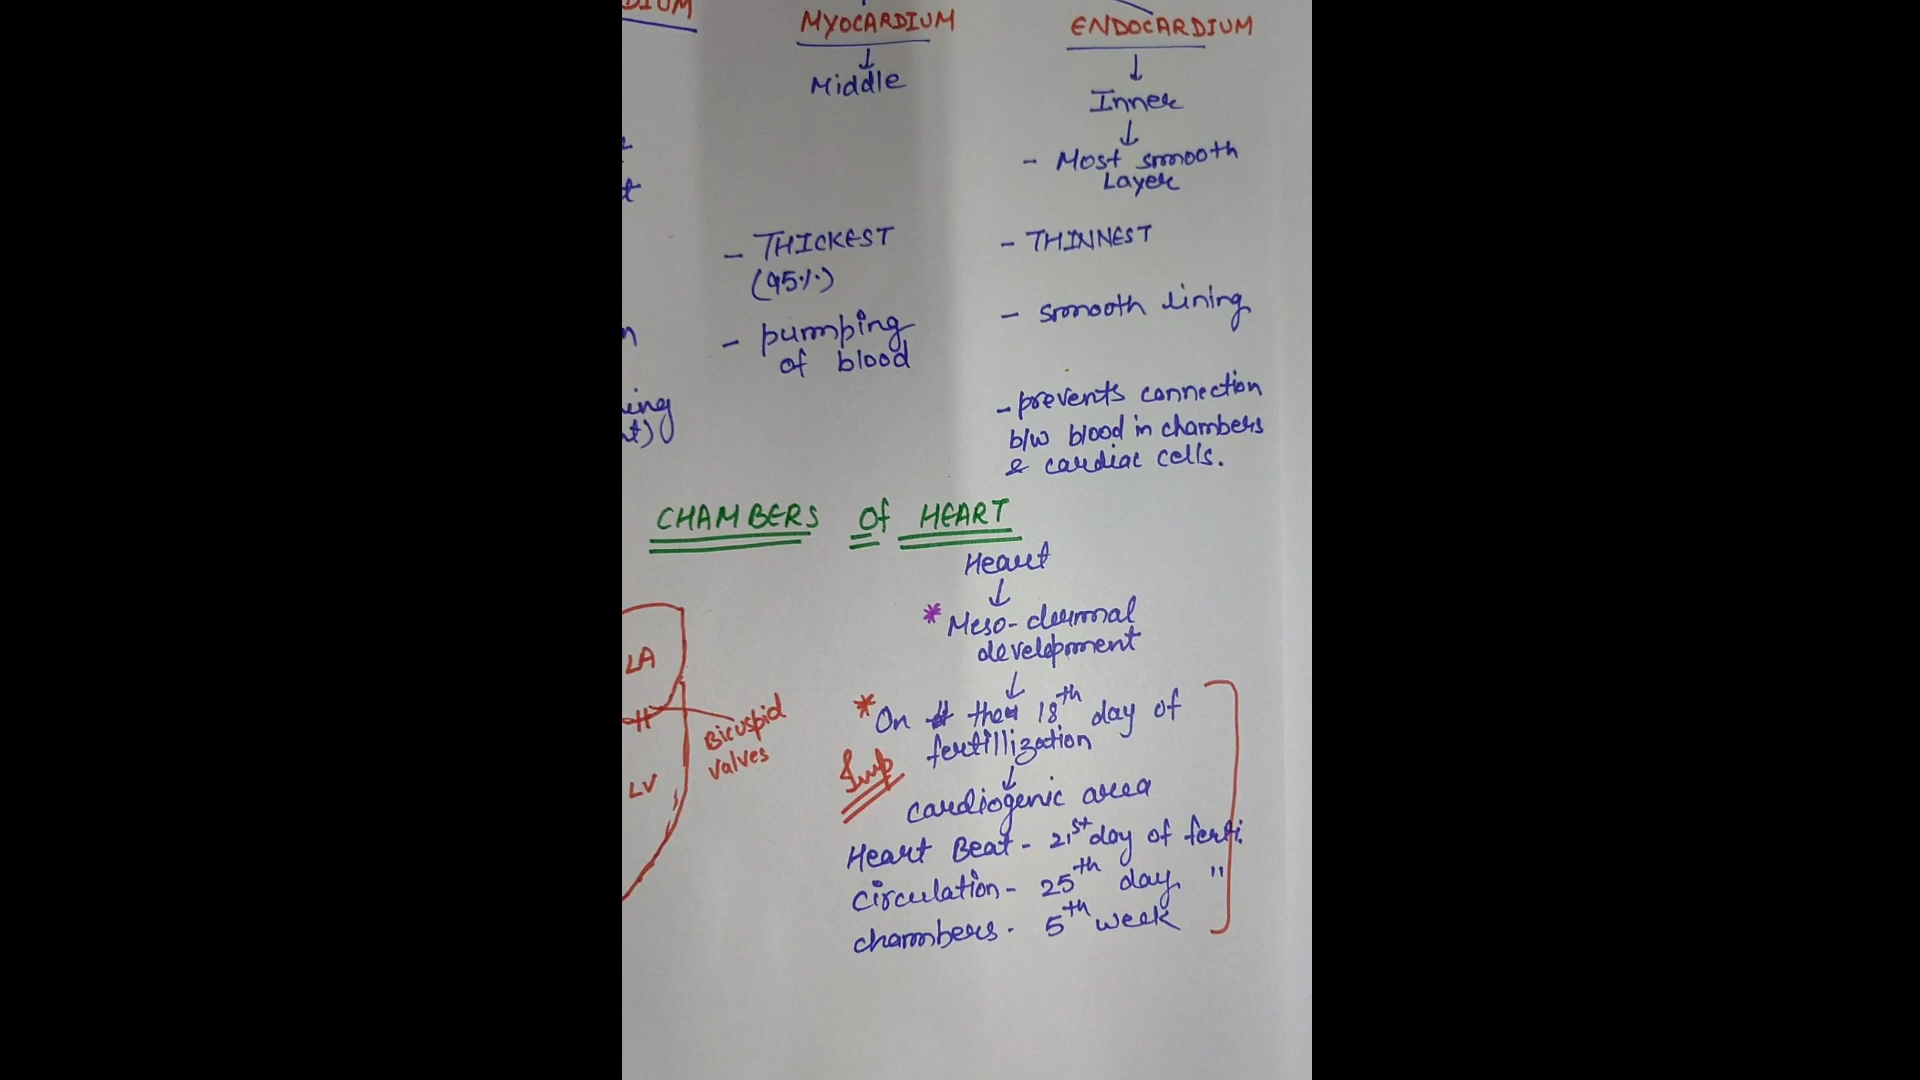 DIUM
MYOCARDIUM
Middle
- THICKEST
(95%)
- pumping
of blood
ENDOCARDIUM
Inner
- Most smooth
Layer
- THINNEST
- smooth lining
- prevents connection
b/w blood in chambers
& cardiac cells.
ing
t)
CHAMBERS of HEART
LA
LV
Bicuspid
valves
Heart
* Meso-dermal
development
* On the 18th day of
fertillization
Imp
cardiogenic area
Heart Beat - 21st day of ferti.
circulation - 25th day "
chambers - 5th week